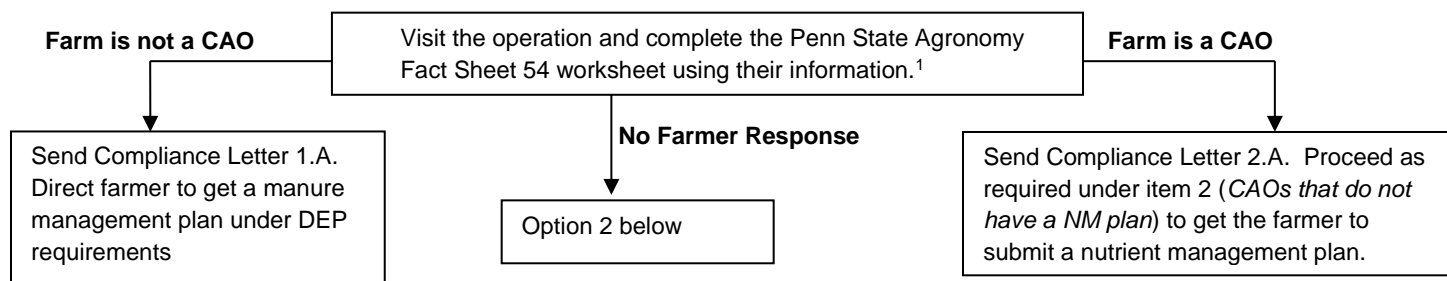 Farm is not a CAO
Visit the operation and complete the Penn State Agronomy
Fact Sheet 54 worksheet using their information.¹
Farm is a CAO
No Farmer Response
Send Compliance Letter 1.A.
Direct farmer to get a manure
management plan under DEP
requirements
Option 2 below
Send Compliance Letter 2.A.  Proceed as
required under item 2 (CAOs that do not
have a NM plan) to get the farmer to
submit a nutrient management plan.